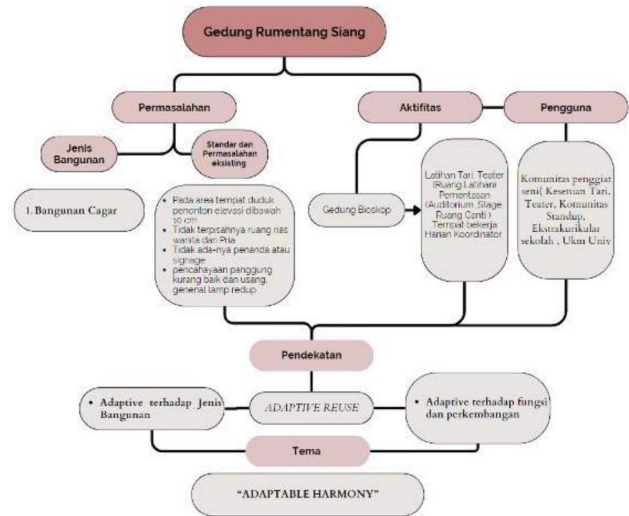 Gedung Rumentang Siang
Permasalahan
Aktifitas
Pengguna
Jenis
Bangunan
Standar dan
Permasalahan
eksisting
1. Bangunan Cagar
• Pada area tempat duduk
penonton elevasi dibawah
10 cm
• Tidak terpisahnya ruang rias
wanita dan Pria
• Tidak ada-nya penanda atau
signage
• pencahayaan panggung
kurang baik dan usang,
general lamp redup
Gedung Bioskop
Latihan Tari, Teater
(Ruang Latihan)
Pementasan
(Auditorium, Stage
Ruang Ganti )
Tempat bekerja
Harian Koordinator
Komunitas penggiat
seni( Kesenian Tari,
Teater, Komunitas
Standup,
Ekstrakurikular
sekolah , Ukm Univ
Pendekatan
• Adaptive terhadap Jenis
Bangunan
ADAPTIVE REUSE
• Adaptive terhadap fungsi
dan perkembangan
Tema
“ADAPTABLE HARMONY”